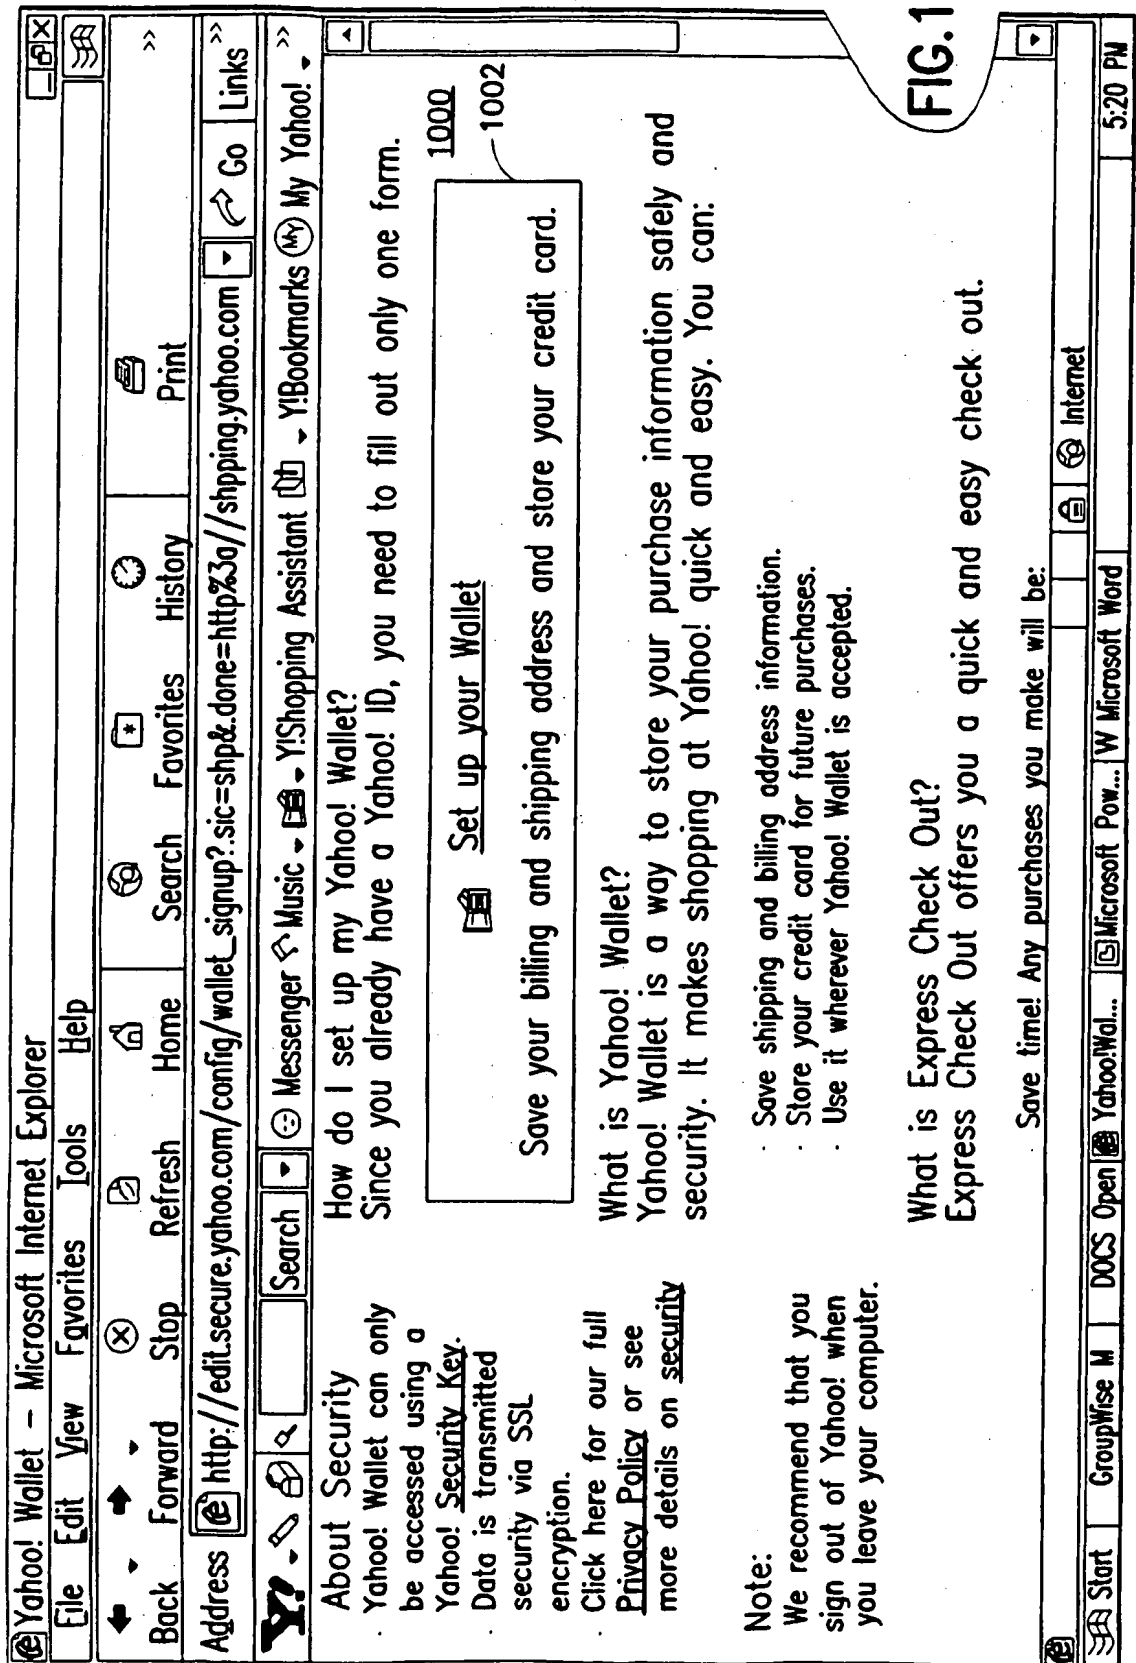 Yahoo! Wallet – Microsoft Internet Explorer
File Edit View Favorites Tools Help
Back Forward Stop Refresh Home Search Favorites History Print >>
Address http://edit.secure.yahoo.com/config/wallet_signup?.sic=shp&.done=http%3a//shpping.yahoo.com Go Links >>
Y! Search Messenger Music Y!Shopping Assistant Y!Bookmarks MY My Yahoo! >>
About Security
· Yahoo! Wallet can only
be accessed using a
Yahoo! Security Key.
· Data is transmitted
security via SSL
encryption.
· Click here for our full
Privacy Policy or see
more details on security
Note:
We recommend that you
sign out of Yahoo! when
you leave your computer.
How do I set up my Yahoo! Wallet?
Since you already have a Yahoo! ID, you need to fill out only one form.
1000
1002
Set up your Wallet
Save your billing and shipping address and store your credit card.
What is Yahoo! Wallet?
Yahoo! Wallet is a way to store your purchase information safely and
security. It makes shopping at Yahoo! quick and easy. You can:
· Save shipping and billing address information.
· Store your credit card for future purchases.
· Use it wherever Yahoo! Wallet is accepted.
What is Express Check Out?
Express Check Out offers you a quick and easy check out.
· Save time! Any purchases you make will be:
FIG.1
Internet
Start GroupWise M DOCS Open Yahoo!Wal... Microsoft Pow... W Microsoft Word 5:20 PM